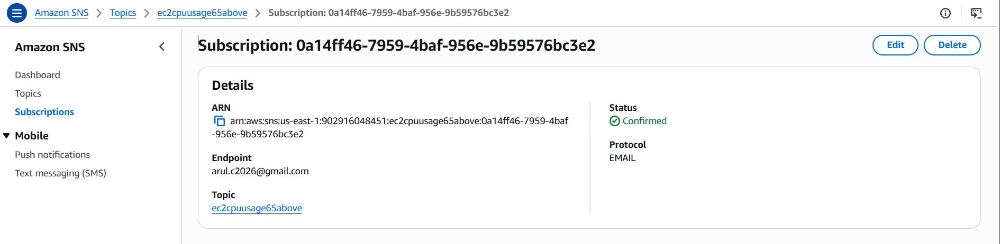 Amazon SNS > Topics > ec2cpuusage65above > Subscription: 0a14ff46-7959-4baf-956e-9b59576bc3e2
Amazon SNS
Dashboard
Topics
Subscriptions
Mobile
Push notifications
Text messaging (SMS)
Subscription: 0a14ff46-7959-4baf-956e-9b59576bc3e2
Edit
Delete
Details
ARN
arn:aws:sns:us-east-1:902916048451:ec2cpuusage65above:0a14ff46-7959-4baf
-956e-9b59576bc3e2
Endpoint
arul.c2026@gmail.com
Topic
ec2cpuusage65above
Status
Confirmed
Protocol
EMAIL